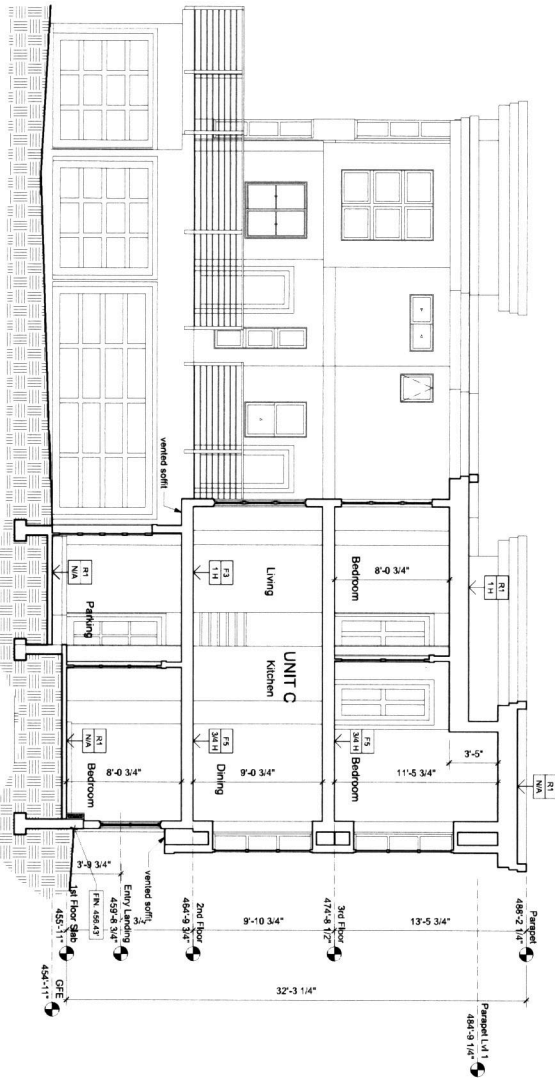 Parapet
488'-2 1/4"
Parapet Lvl 1
484'-9 1/4"
R1
N/A
R1
1 H
3'-5"
Bedroom
8'-0 3/4"
11'-5 3/4"
13'-5 3/4"
F5
3/4 H
Bedroom
3rd Floor
474'-8 1/2"
32'-3 1/4"
UNIT C
Living
Kitchen
Dining
9'-0 3/4"
9'-10 3/4"
F3
1 H
F5
3/4 H
2nd Floor
464'-9 3/4"
vented soffit
vented soffit
Parking
Bedroom
8'-0 3/4"
3/4"
Entry Landing
459'-8 3/4"
3'-9 3/4"
FIN. 456.43'
R1
N/A
R1
N/A
1st Floor Slab
455'-11"
GFE
454'-11"